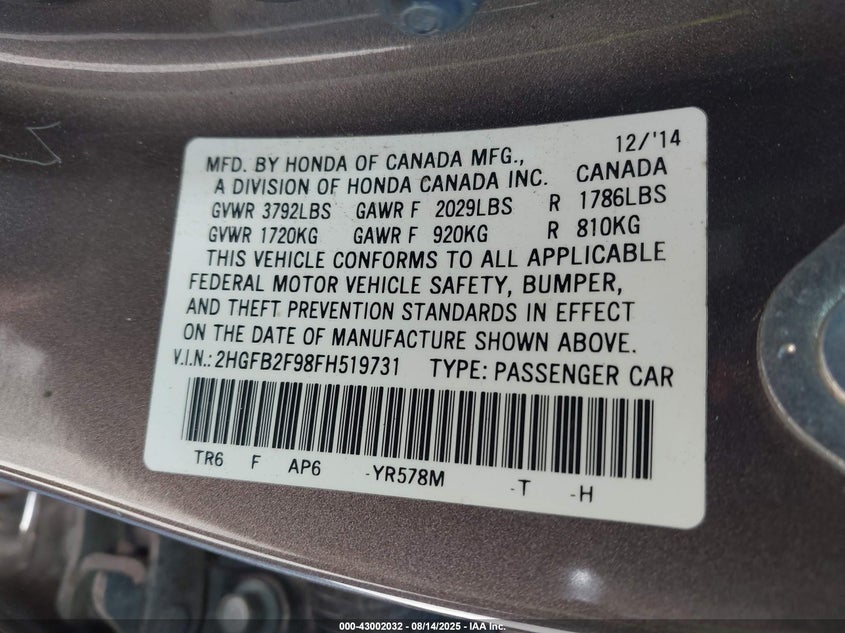 12/'14
MFD. BY HONDA OF CANADA MFG., CANADA
A DIVISION OF HONDA CANADA INC.
GVWR 3792LBS GAWR F 2029LBS R 1786LBS
GVWR 1720KG GAWR F 920KG R 810KG
THIS VEHICLE CONFORMS TO ALL APPLICABLE
FEDERAL MOTOR VEHICLE SAFETY, BUMPER,
AND THEFT PREVENTION STANDARDS IN EFFECT
ON THE DATE OF MANUFACTURE SHOWN ABOVE.
V.I.N.: 2HGFB2F98FH519731 TYPE: PASSENGER CAR
TR6 F AP6 -YR578M -T -H
000-43002032 - 08/14/2025 - IAA Inc.